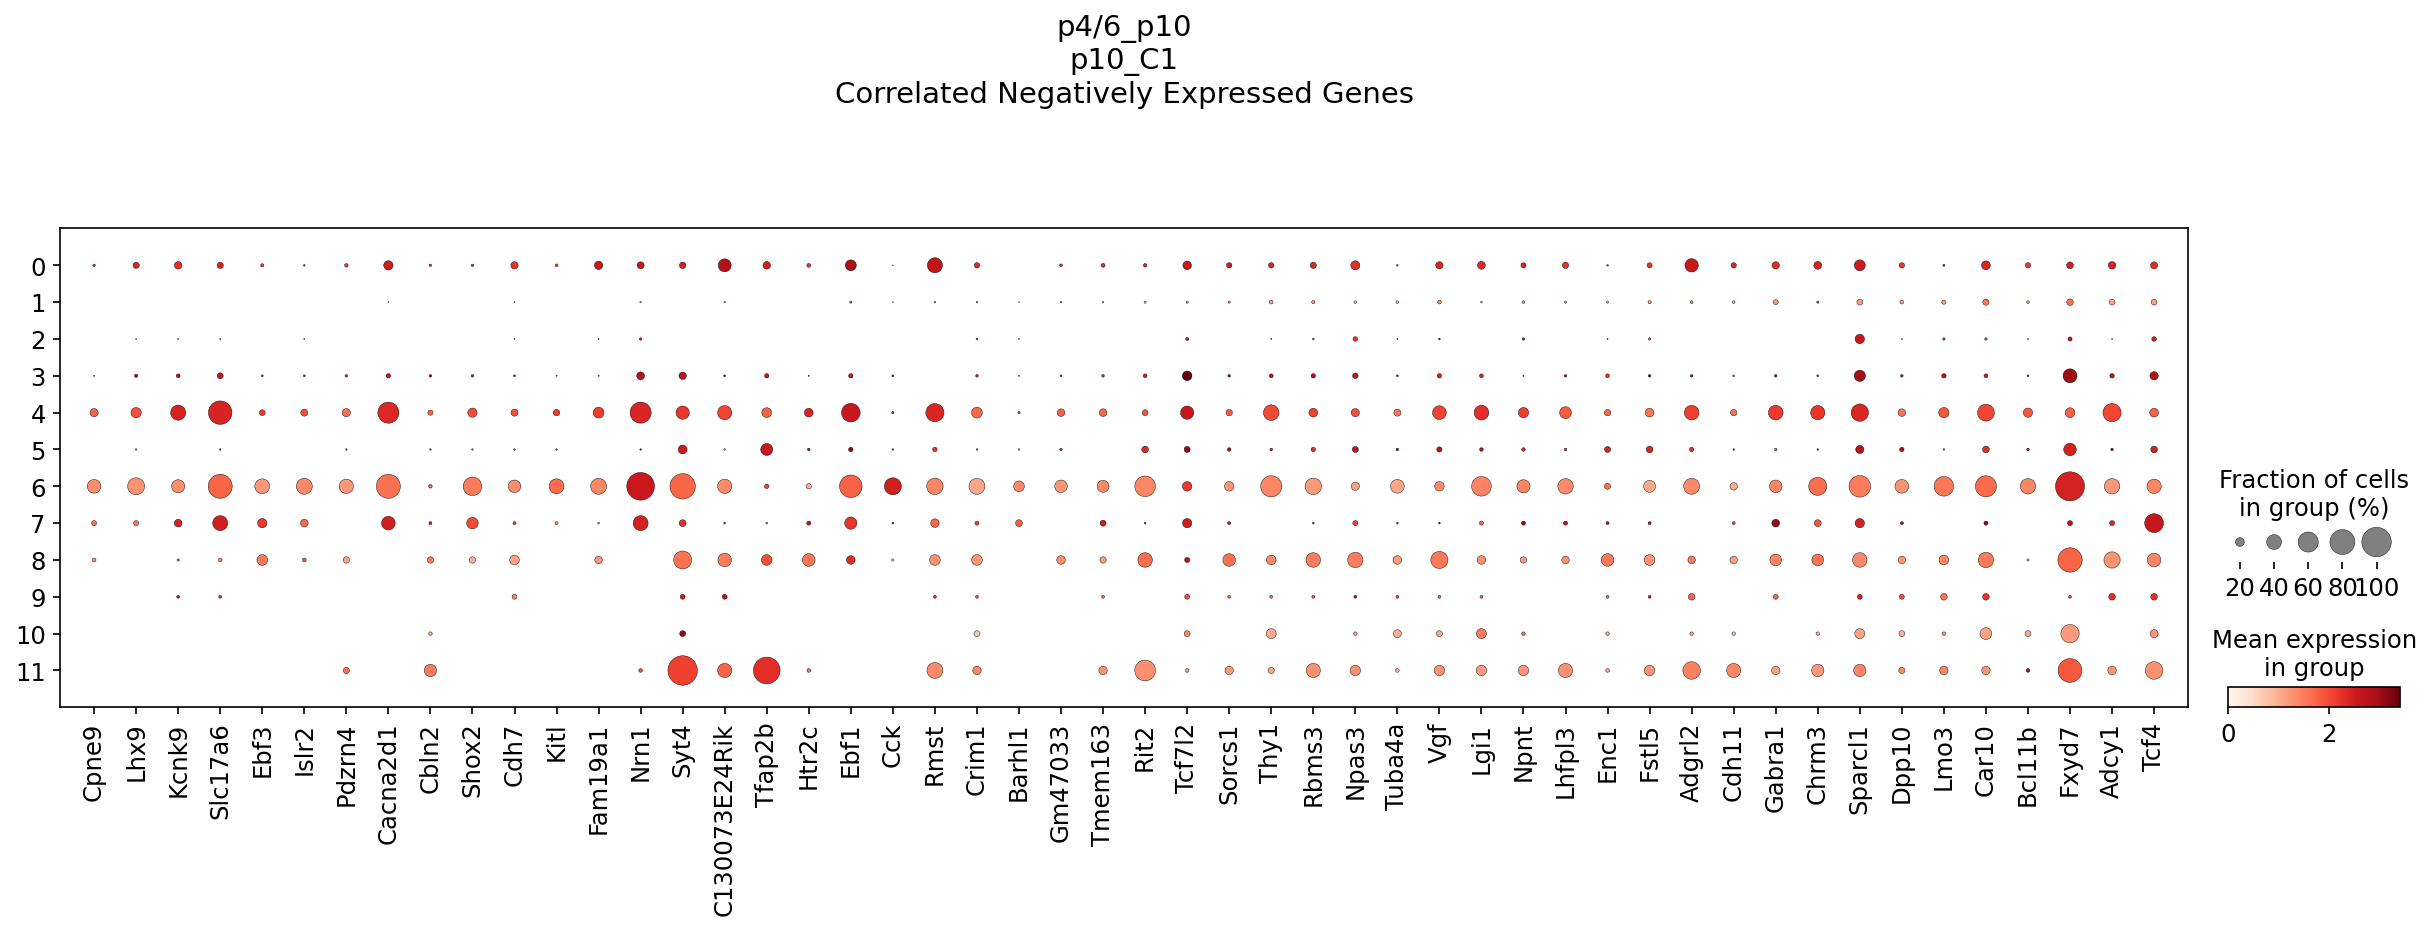 p4/6_p10
p10_C1
Correlated Negatively Expressed Genes
0
1
2
3
4
5
6
7
8
9
10
11
Cpne9
Lhx9
Kcnk9
Slc17a6
Ebf3
Islr2
Pdzrn4
Cacna2d1
Cbln2
Shox2
Cdh7
Kitl
Fam19a1
Nrn1
Syt4
C130073E24Rik
Tfap2b
Htr2c
Ebf1
Cck
Rmst
Crim1
Barhl1
Gm47033
Tmem163
Rit2
Tcf7l2
Sorcs1
Thy1
Rbms3
Npas3
Tuba4a
Vgf
Lgi1
Npnt
Lhfpl3
Enc1
Fstl5
Adgrl2
Cdh11
Gabra1
Chrm3
Sparcl1
Dpp10
Lmo3
Car10
Bcl11b
Fxyd7
Adcy1
Tcf4
Fraction of cells
in group (%)
20 40 60 80 100
Mean expression
in group
0 2